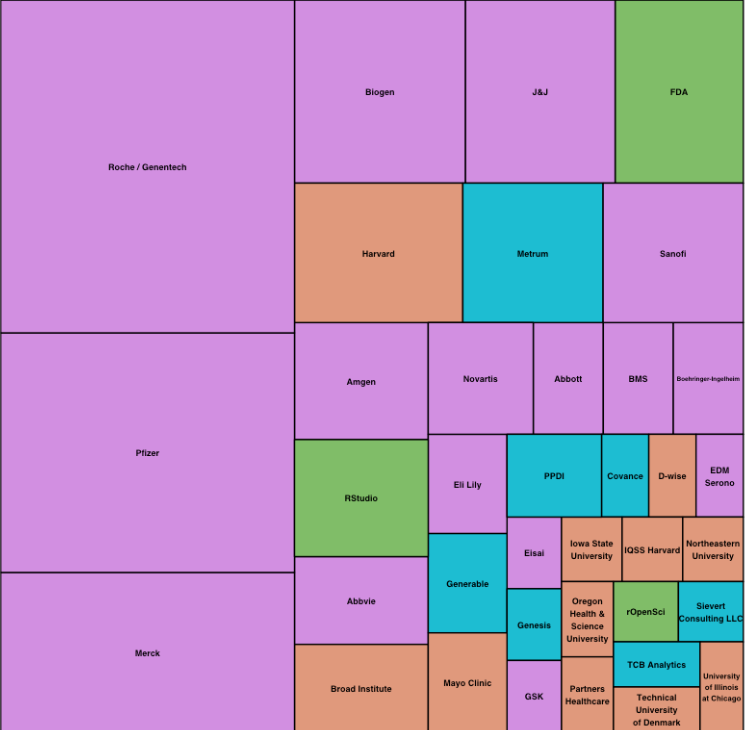 Roche / Genentech
Biogen
J&J
FDA
Harvard
Metrum
Sanofi
Pfizer
Merck
Amgen
Novartis
Abbott
BMS
Boehringer-Ingelheim
RStudio
Eli Lily
PPDI
Covance
D-wise
EDM
Serono
Abbvie
Generable
Eisai
Iowa State
University
IQSS Harvard
Northeastern
University
Genesis
Oregon
Health &
Science
University
rOpenSci
Sievert
Consulting LLC
Broad Institute
Mayo Clinic
GSK
Partners
Healthcare
TCB Analytics
Technical
University
of Denmark
University
of Illinois
at Chicago